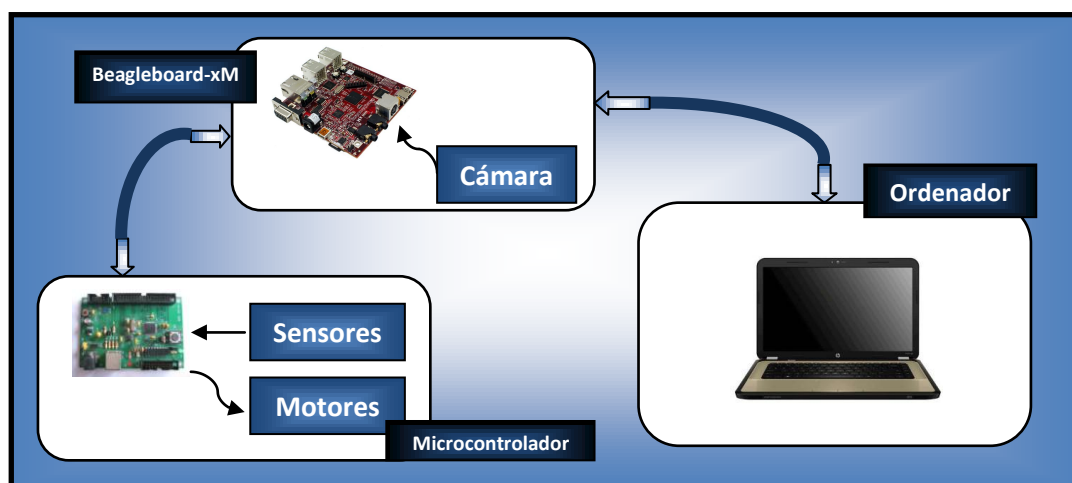 Beagleboard-xM
Cámara
Ordenador
Sensores
Motores
Microcontrolador